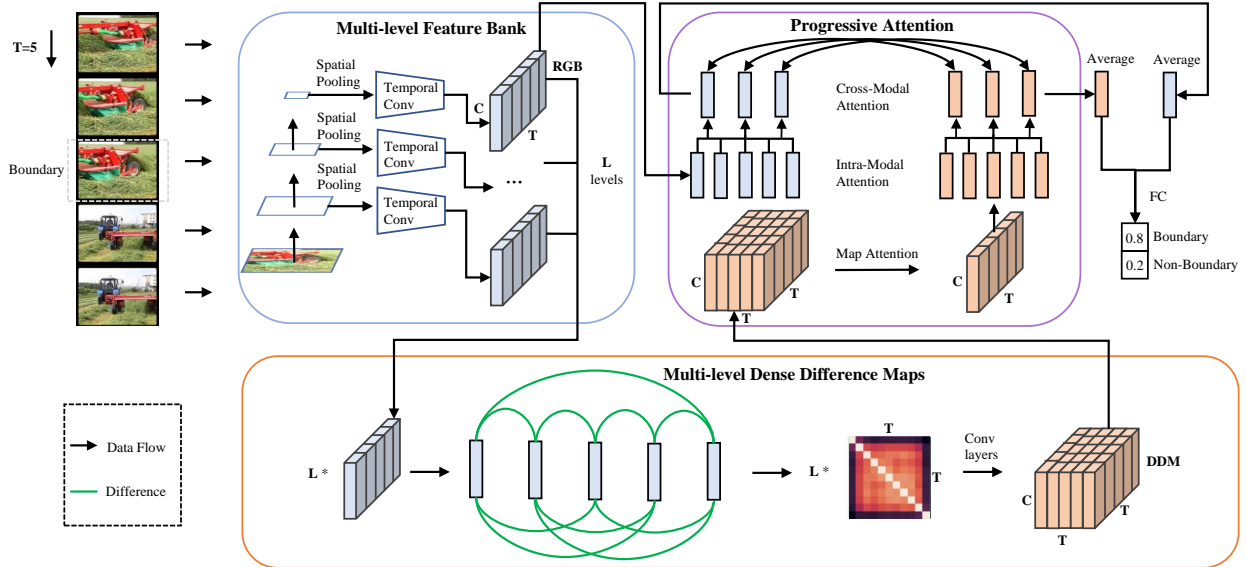 T=5
Boundary
Data Flow
Difference
Multi-level Feature Bank
Spatial
Pooling
Temporal
Conv
Spatial
Pooling
Temporal
Conv
Spatial
Pooling
Temporal
Conv
RGB
C
T
...
...
L
levels
Progressive Attention
Cross-Modal
Attention
Intra-Modal
Attention
Map Attention
C
T
T
C
T
Average
Average
FC
0.8 Boundary
0.2 Non-Boundary
Multi-level Dense Difference Maps
L *
L *
T
T
Conv
layers
C
T
T
DDM